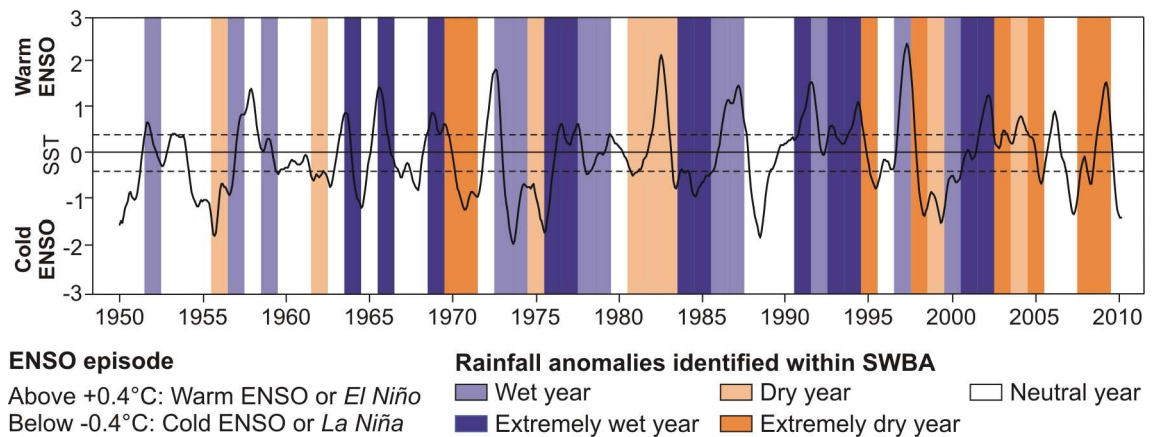 3
2
1
0
-1
-2
-3
Warm
ENSO
SST
Cold
ENSO
1950 1955 1960 1965 1970 1975 1980 1985 1990 1995 2000 2005 2010
ENSO episode
Above +0.4°C: Warm ENSO or El Niño
Below -0.4°C: Cold ENSO or La Niña
Rainfall anomalies identified within SWBA
Wet year Dry year Neutral year
Extremely wet year Extremely dry year